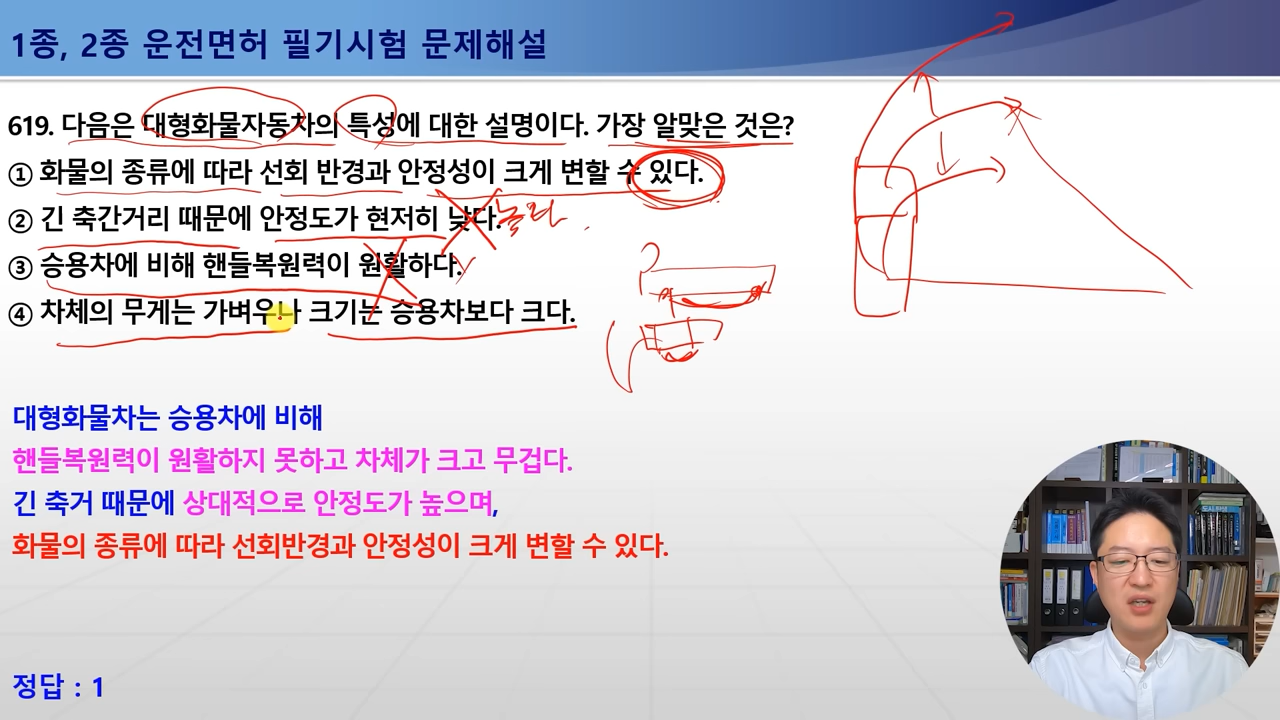 1종, 2종 운전면허 필기시험 문제해설
619. 다음은 대형화물자동차의 특성에 대한 설명이다. 가장 알맞은 것은?
① 화물의 종류에 따라 선회 반경과 안정성이 크게 변할 수 있다.
② 긴 축간거리 때문에 안정도가 현저히 낮다. 높다.
③ 승용차에 비해 핸들복원력이 원활하다.
④ 차체의 무게는 가벼우나 크기는 승용차보다 크다.
대형화물차는 승용차에 비해
핸들복원력이 원활하지 못하고 차체가 크고 무겁다.
긴 축거 때문에 상대적으로 안정도가 높으며,
화물의 종류에 따라 선회반경과 안정성이 크게 변할 수 있다.
정답 : 1